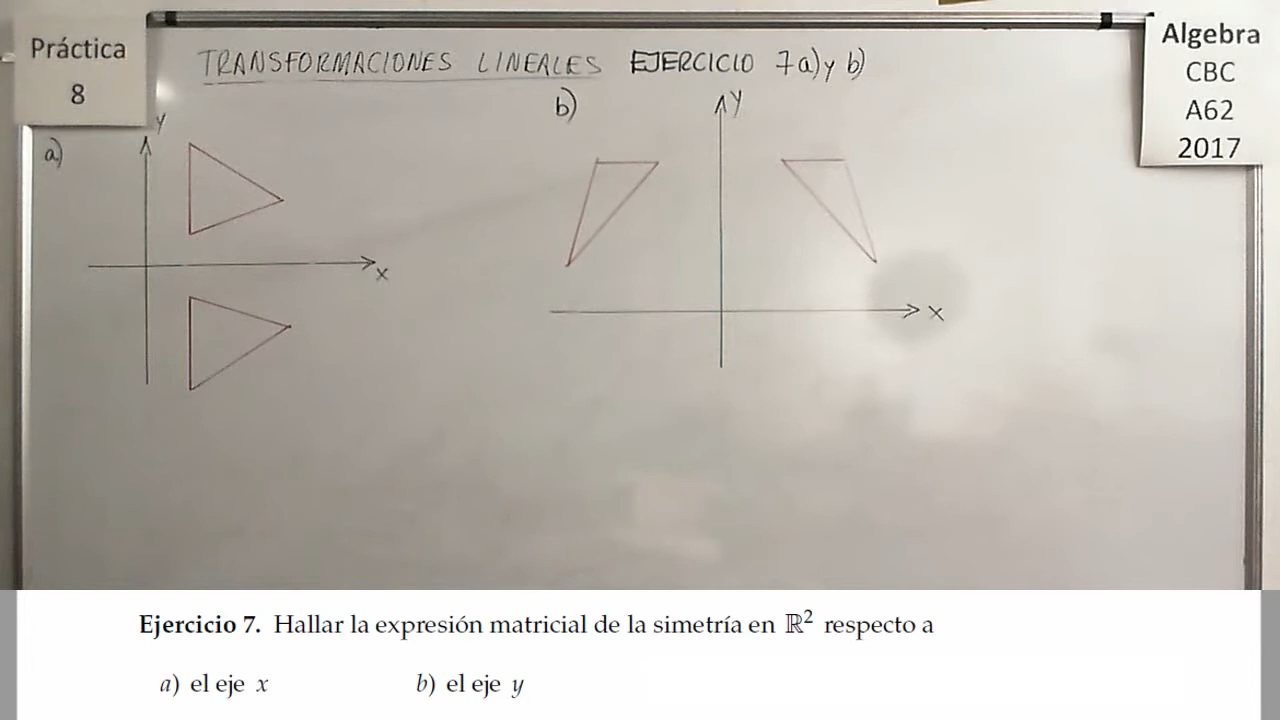 Práctica
8
TRANSFORMACIONES LINEALES EJERCICIO 7a) y b)
Algebra
CBC
A62
2017
a)
y
x
b)
y
x
Ejercicio 7. Hallar la expresión matricial de la simetría en ℝ² respecto a
a) el eje x b) el eje y